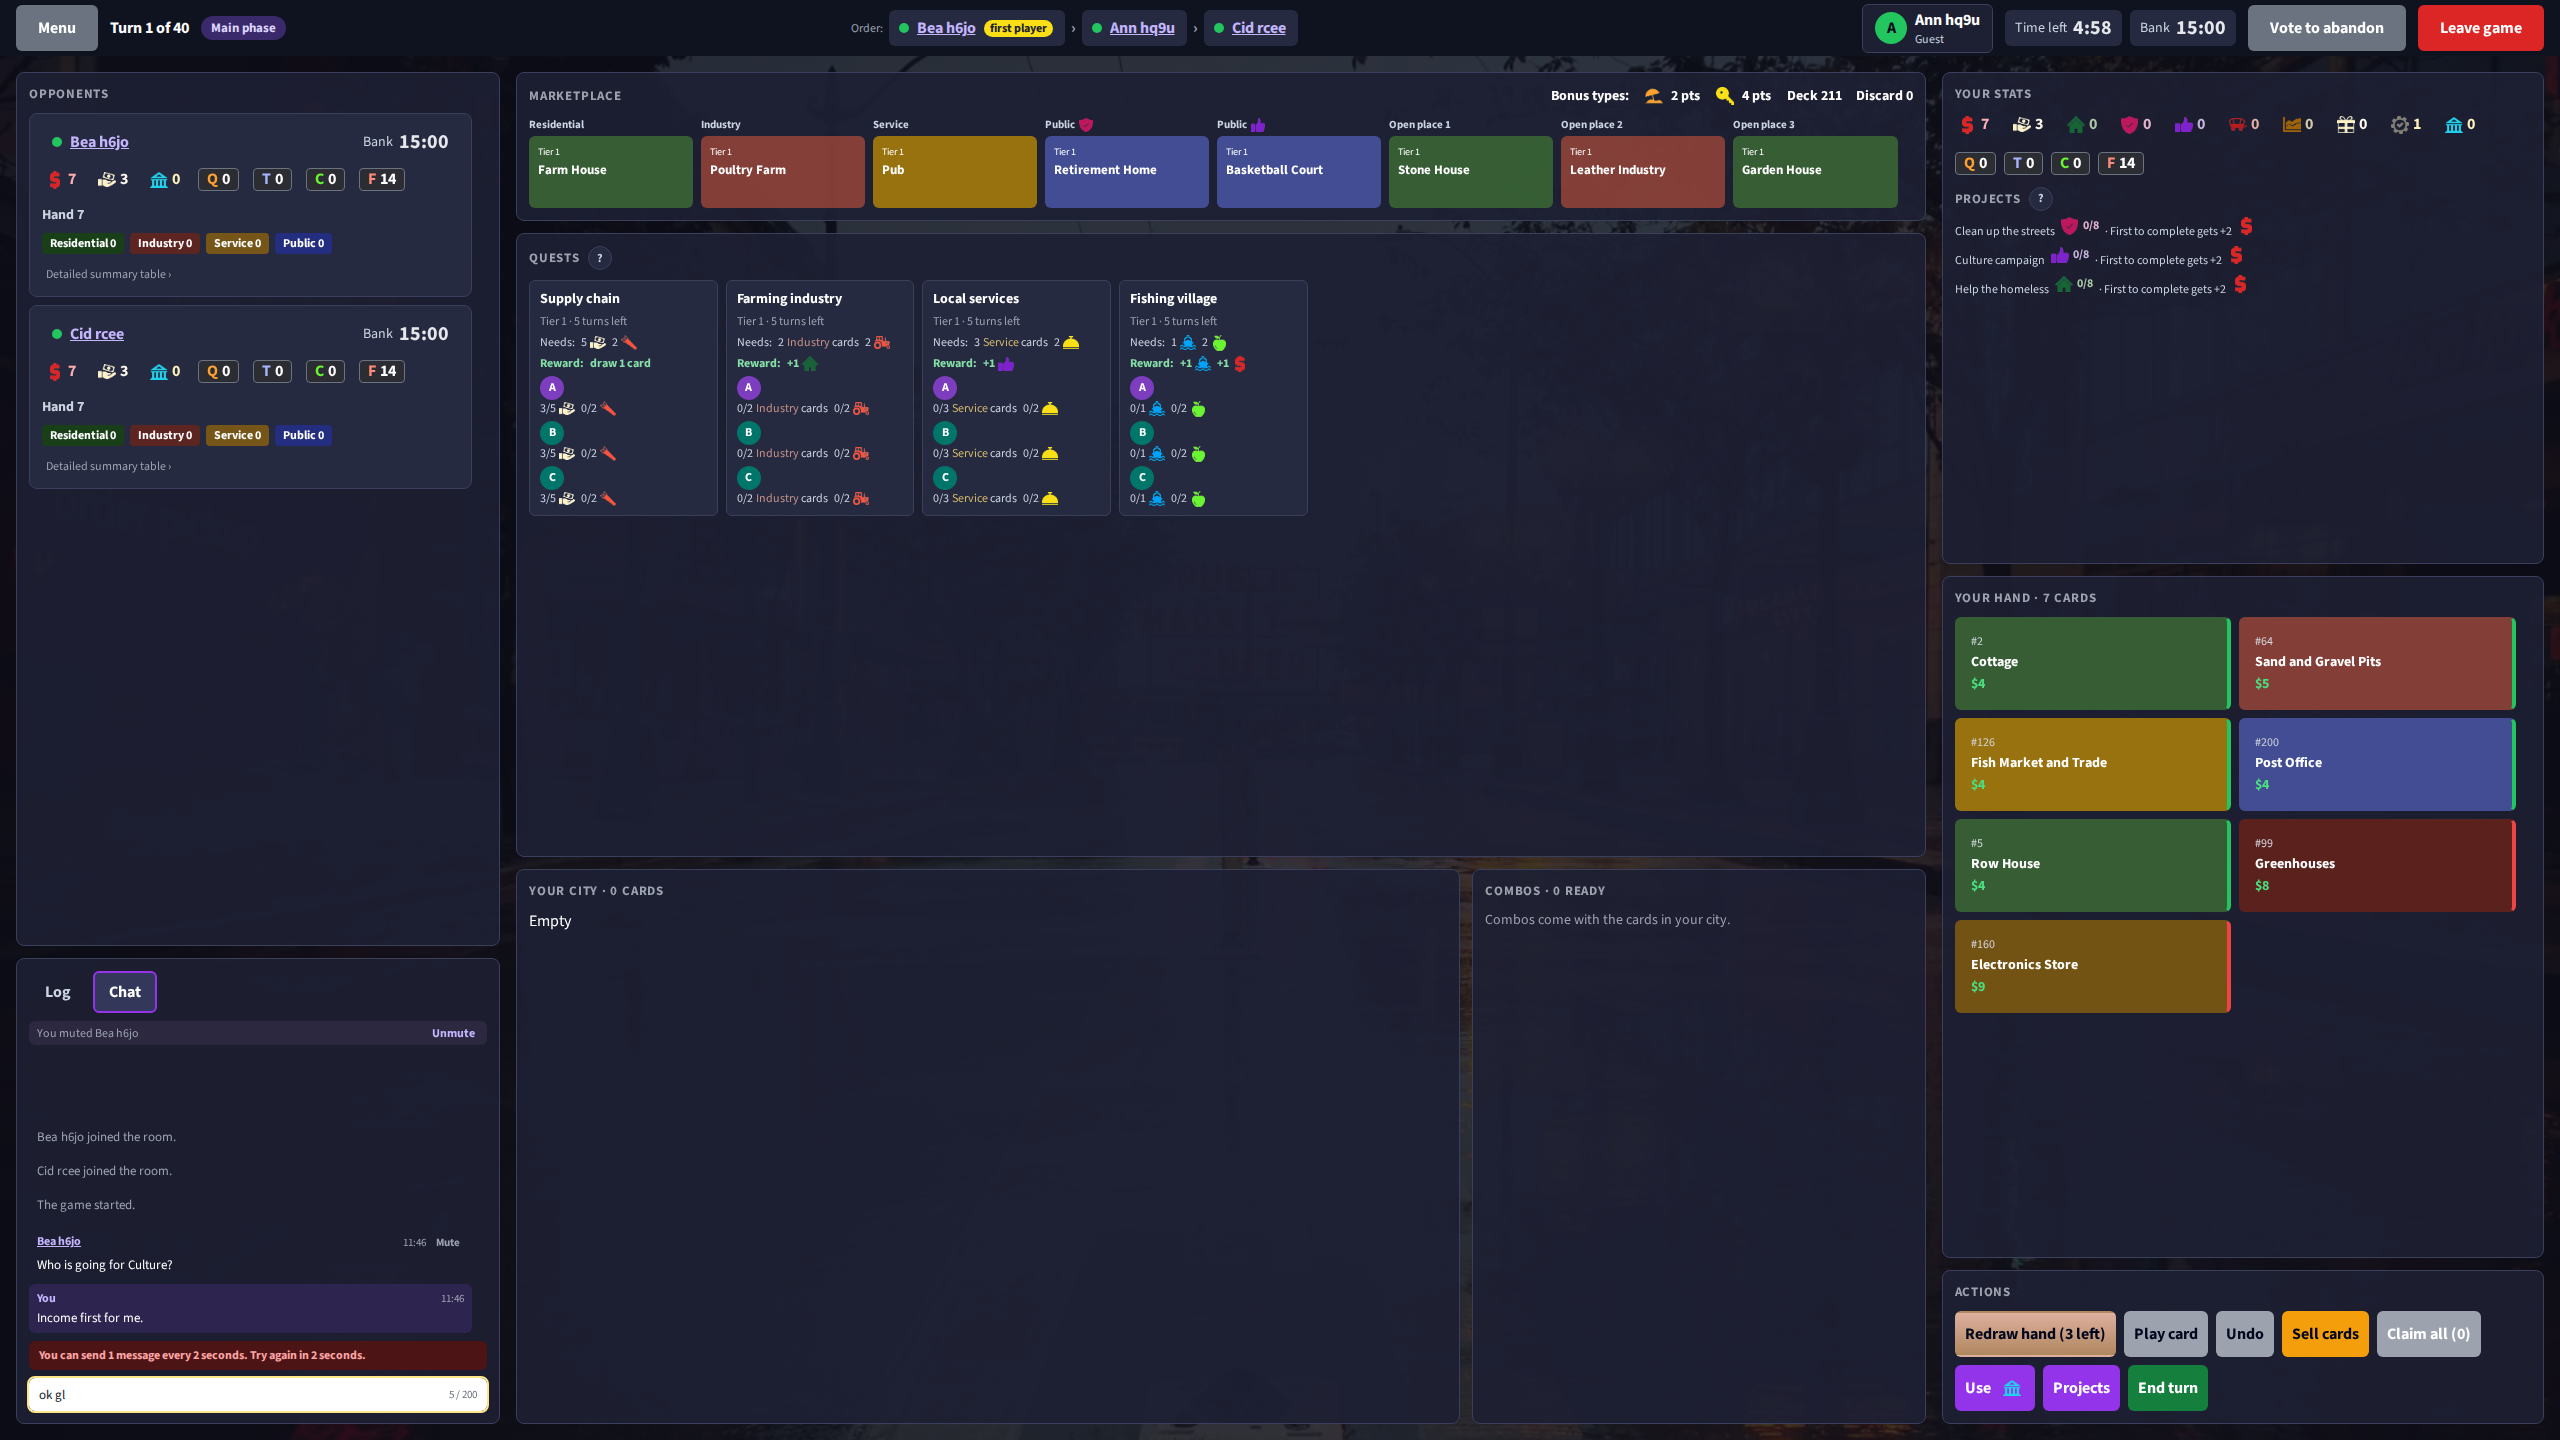 Menu
Turn 1 of 40
Main phase
Order:
Bea h6jo first player
›
Ann hq9u
›
Cid rcee
A
Ann hq9u
Guest
Time left 4:58
Bank 15:00
Vote to abandon
Leave game
OPPONENTS
Bea h6jo
Bank 15:00
7 3 0 Q 0 T 0 C 0 F 14
Hand 7
Residential 0 Industry 0 Service 0 Public 0
Detailed summary table ›
Cid rcee
Bank 15:00
7 3 0 Q 0 T 0 C 0 F 14
Hand 7
Residential 0 Industry 0 Service 0 Public 0
Detailed summary table ›
Log
Chat
You muted Bea h6jo
Unmute
Bea h6jo joined the room.
Cid rcee joined the room.
The game started.
Bea h6jo
11:46 Mute
Who is going for Culture?
You
11:46
Income first for me.
You can send 1 message every 2 seconds. Try again in 2 seconds.
ok gl
5 / 200
MARKETPLACE
Bonus types: 2 pts 4 pts Deck 211 Discard 0
Residential
Tier 1
Farm House
Industry
Tier 1
Poultry Farm
Service
Tier 1
Pub
Public
Tier 1
Retirement Home
Public
Tier 1
Basketball Court
Open place 1
Tier 1
Stone House
Open place 2
Tier 1
Leather Industry
Open place 3
Tier 1
Garden House
QUESTS ?
Supply chain
Tier 1 · 5 turns left
Needs: 5 2
Reward: draw 1 card
A
3/5 0/2
B
3/5 0/2
C
3/5 0/2
Farming industry
Tier 1 · 5 turns left
Needs: 2 Industry cards 2
Reward: +1
A
0/2 Industry cards 0/2
B
0/2 Industry cards 0/2
C
0/2 Industry cards 0/2
Local services
Tier 1 · 5 turns left
Needs: 3 Service cards 2
Reward: +1
A
0/3 Service cards 0/2
B
0/3 Service cards 0/2
C
0/3 Service cards 0/2
Fishing village
Tier 1 · 5 turns left
Needs: 1 2
Reward: +1 +1
A
0/1 0/2
B
0/1 0/2
C
0/1 0/2
YOUR CITY · 0 CARDS
Empty
COMBOS · 0 READY
Combos come with the cards in your city.
YOUR STATS
7 3 0 0 0 0 0 0 1 0
Q 0 T 0 C 0 F 14
PROJECTS ?
Clean up the streets 0/8 · First to complete gets +2
Culture campaign 0/8 · First to complete gets +2
Help the homeless 0/8 · First to complete gets +2
YOUR HAND · 7 CARDS
#2
Cottage
$4
#64
Sand and Gravel Pits
$5
#126
Fish Market and Trade
$4
#200
Post Office
$4
#5
Row House
$4
#99
Greenhouses
$8
#160
Electronics Store
$9
ACTIONS
Redraw hand (3 left)
Play card
Undo
Sell cards
Claim all (0)
Use
Projects
End turn